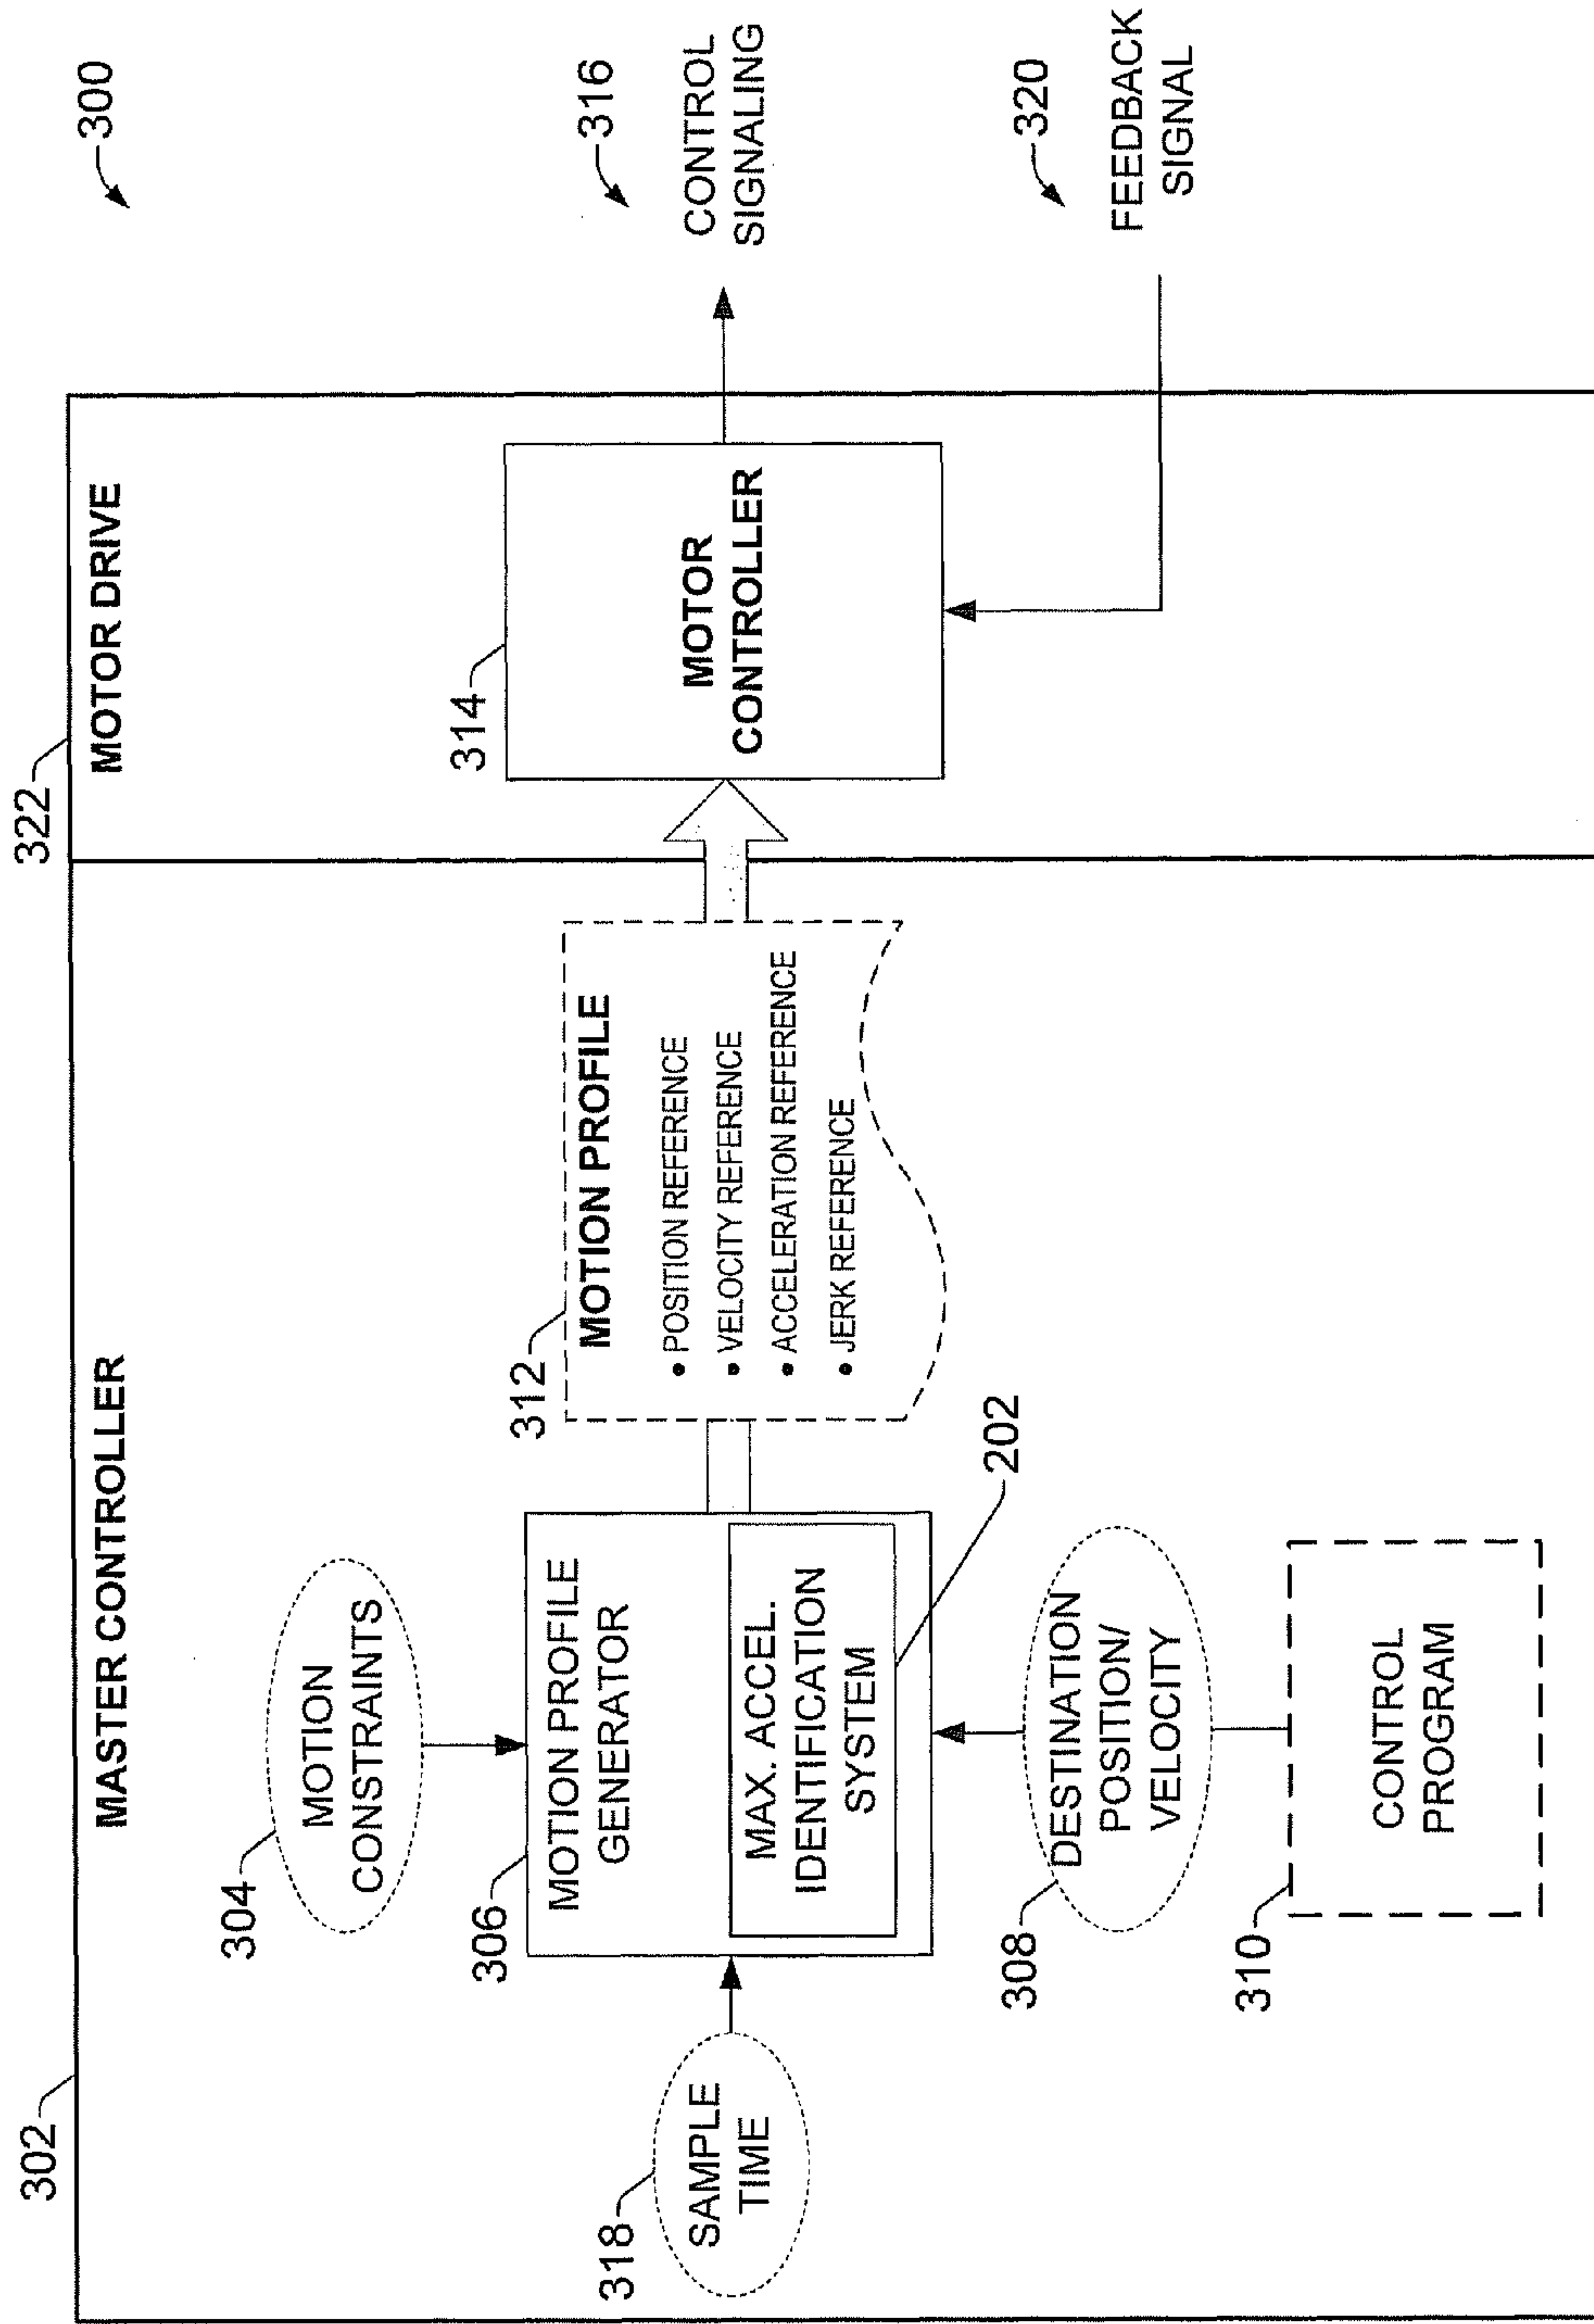 300
302
MASTER CONTROLLER
322
MOTOR DRIVE
304
MOTION
CONSTRAINTS
306
MOTION PROFILE
GENERATOR
MAX. ACCEL.
IDENTIFICATION
SYSTEM
202
318
SAMPLE
TIME
308
DESTINATION
POSITION/
VELOCITY
310
CONTROL
PROGRAM
312
MOTION PROFILE
• POSITION REFERENCE
• VELOCITY REFERENCE
• ACCELERATION REFERENCE
• JERK REFERENCE
314
MOTOR
CONTROLLER
316
CONTROL
SIGNALING
320
FEEDBACK
SIGNAL